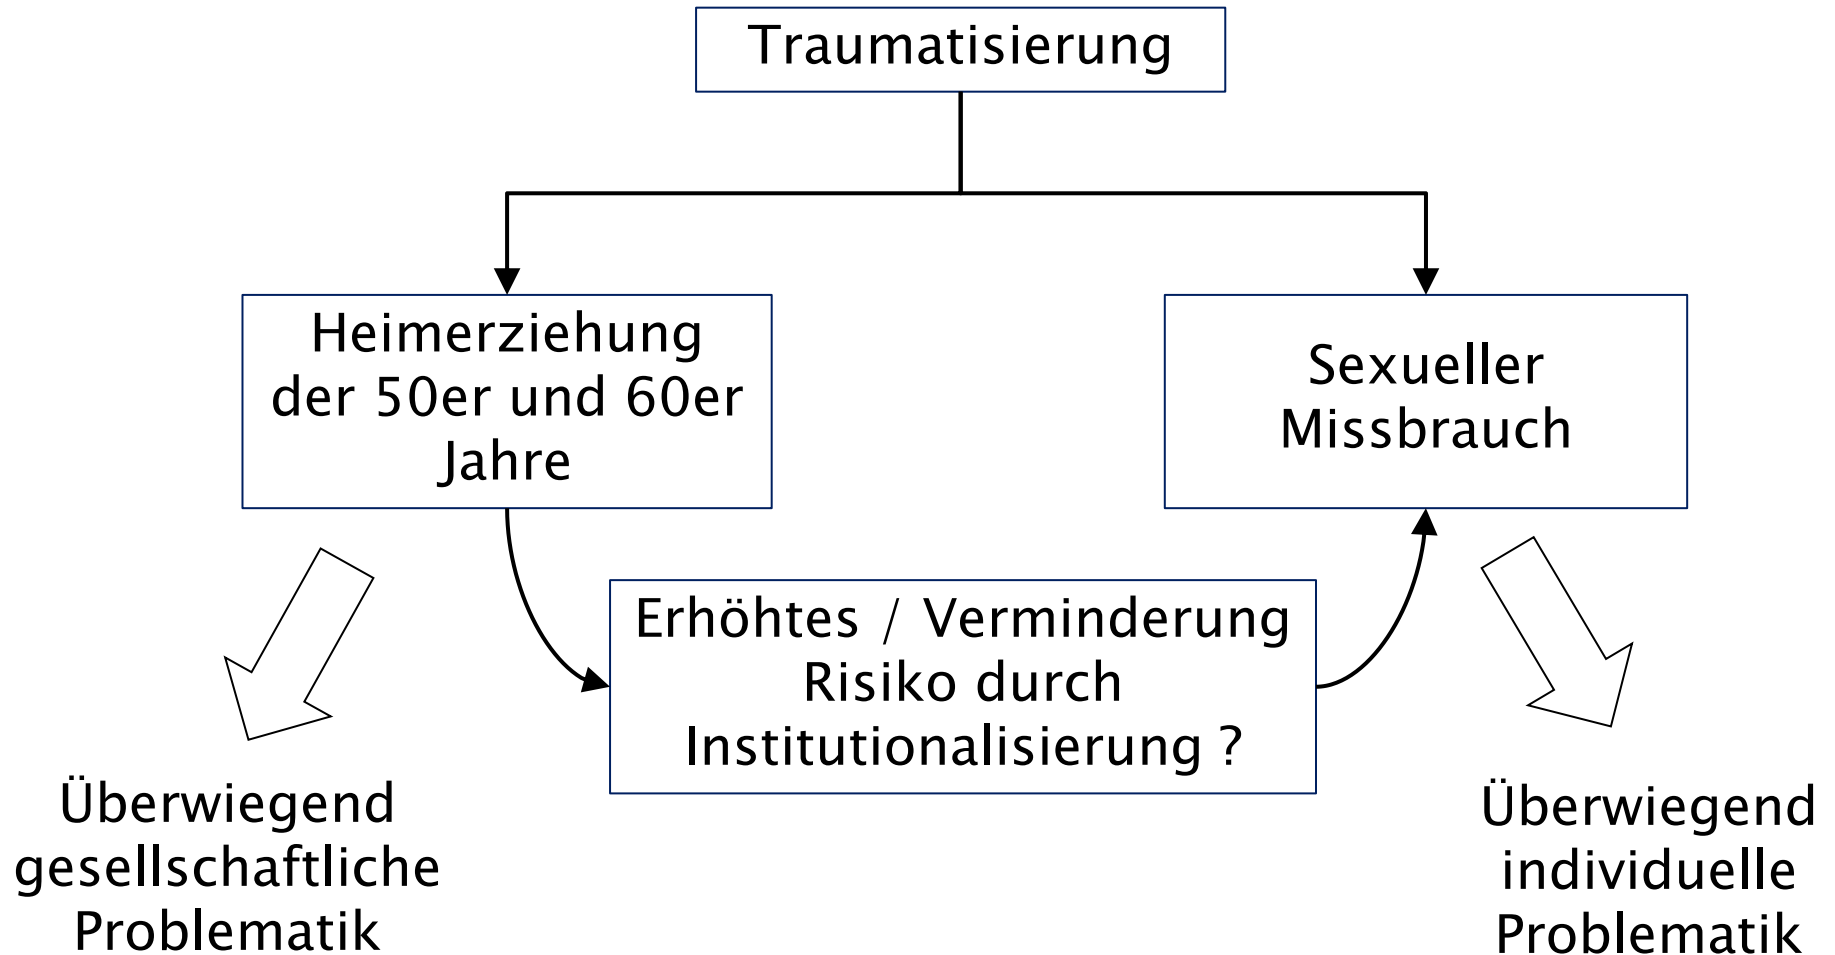 Traumatisierung
Heimerziehung
der 50er und 60er
Jahre
Sexueller
Missbrauch
Erhöhtes / Verminderung
Risiko durch
Institutionalisierung ?
Überwiegend
gesellschaftliche
Problematik
Überwiegend
individuelle
Problematik